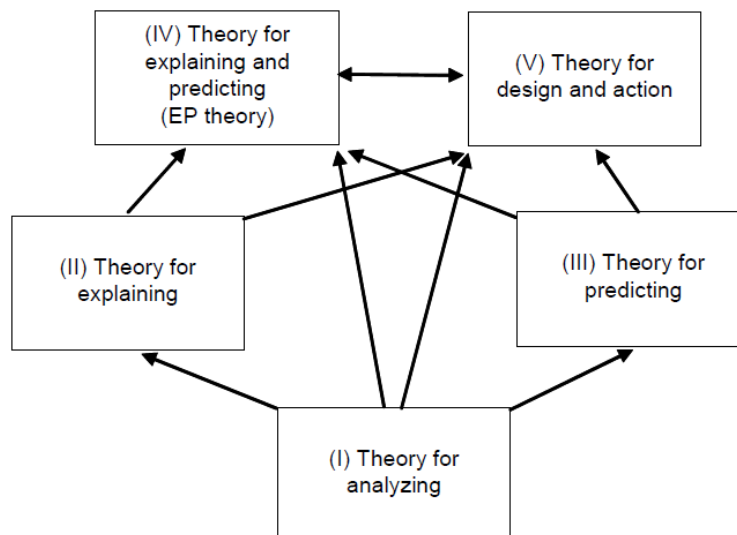 (IV) Theory for
explaining and
predicting
(EP theory)
(V) Theory for
design and action
(II) Theory for
explaining
(III) Theory for
predicting
(I) Theory for
analyzing